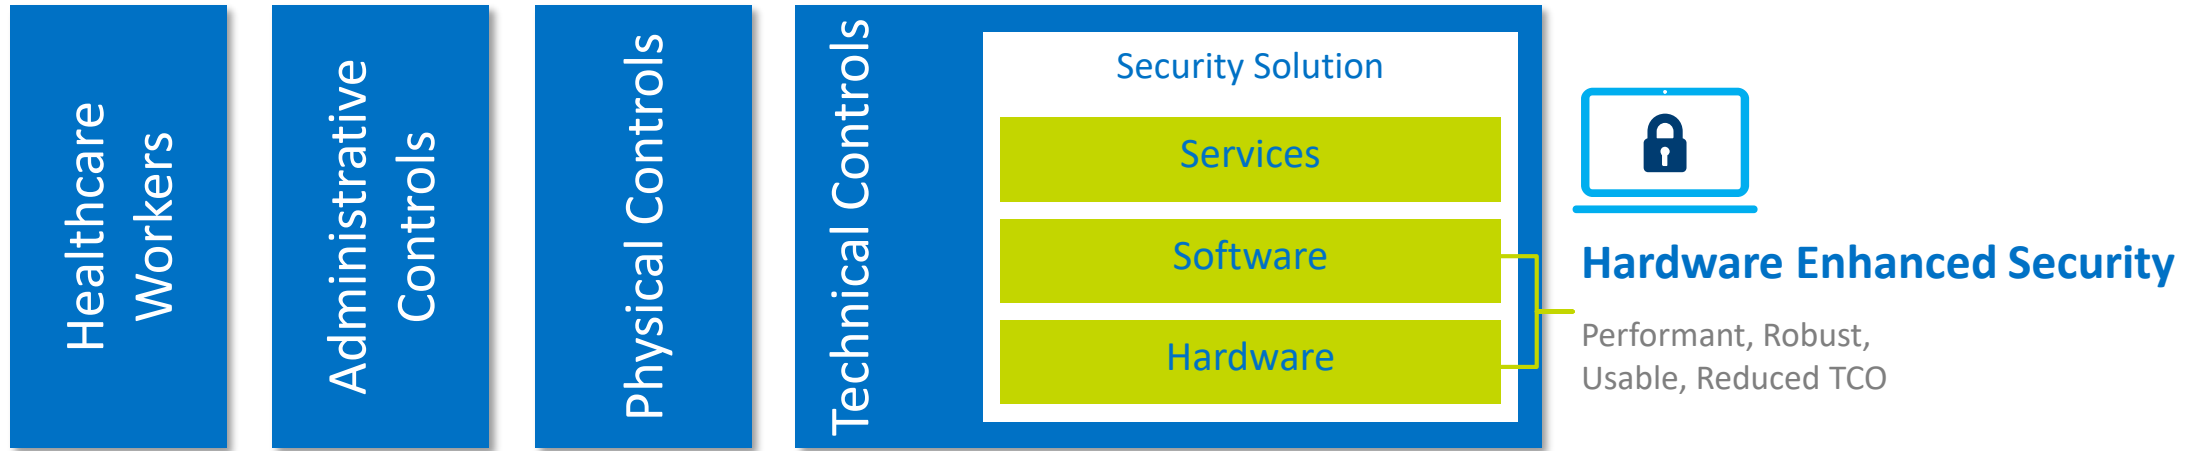 Healthcare
Workers
Administrative
Controls
Physical Controls
Technical Controls
Security Solution
Services
Software
Hardware
Hardware Enhanced Security
Performant, Robust,
Usable, Reduced TCO